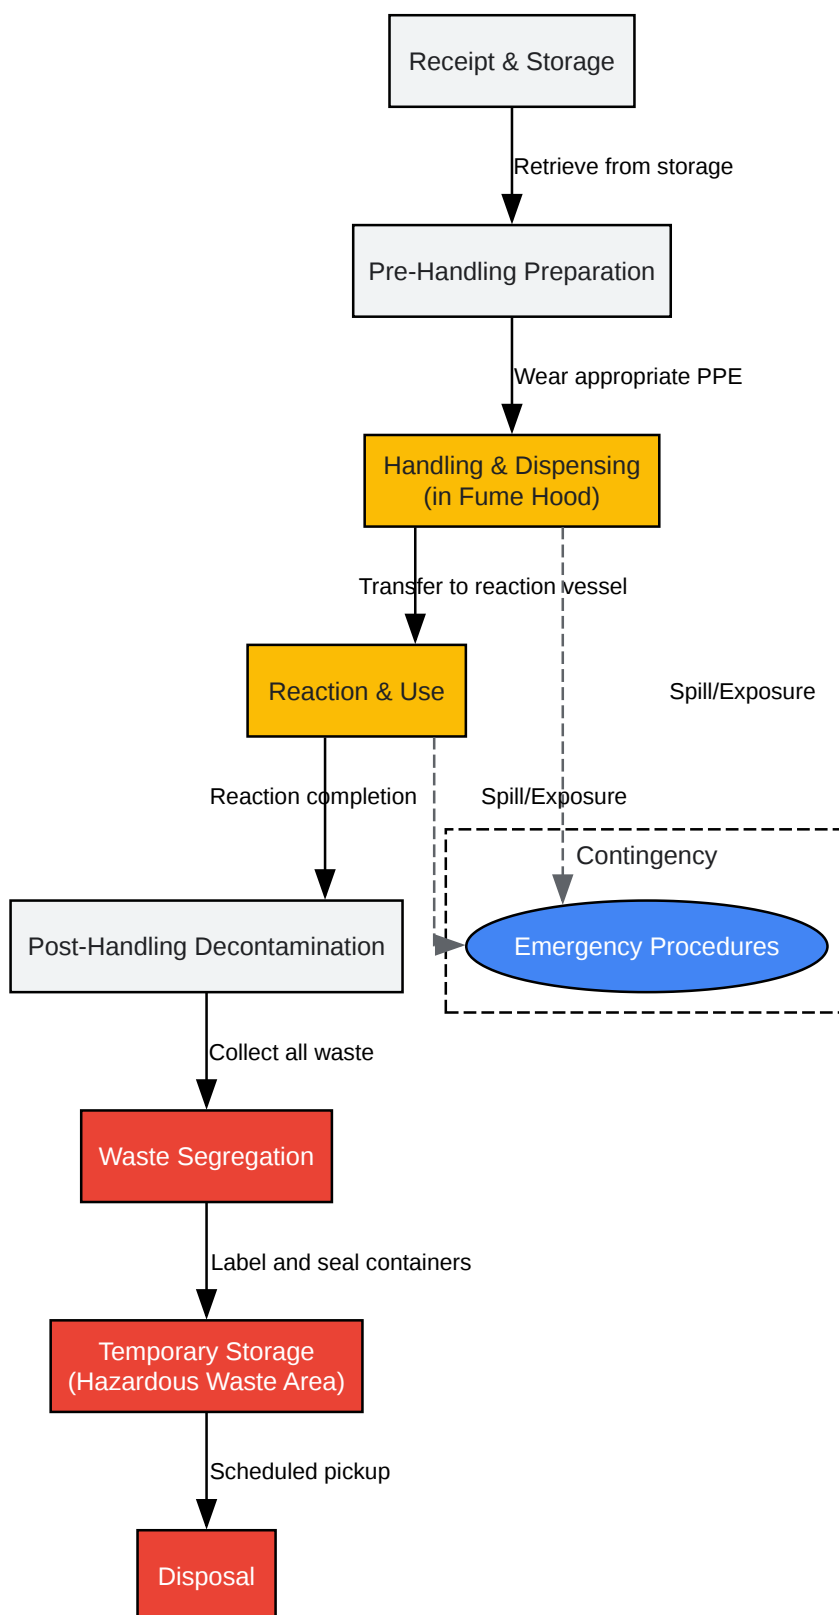 Receipt & Storage
Retrieve from storage
Pre-Handling Preparation
Wear appropriate PPE
Handling & Dispensing
(in Fume Hood)
Transfer to reaction vessel
Reaction & Use
Spill/Exposure
Reaction completion
Spill/Exposure
Contingency
Post-Handling Decontamination
Emergency Procedures
Collect all waste
Waste Segregation
Label and seal containers
Temporary Storage
(Hazardous Waste Area)
Scheduled pickup
Disposal